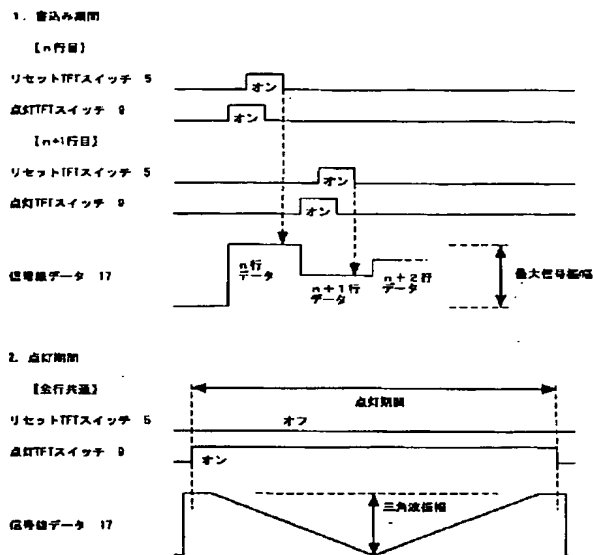 1. 書込み期間
【n行目】
リセットTFTスイッチ 5
オン
点灯TFTスイッチ 9
オン
【n+1行目】
リセットTFTスイッチ 5
オン
点灯TFTスイッチ 9
オン
信号線データ 17
n行
データ
n+1行
データ
n+2行
データ
最大信号振幅
2. 点灯期間
【全行共通】
点灯期間
リセットTFTスイッチ 5
オフ
点灯TFTスイッチ 9
オン
信号線データ 17
三角波振幅